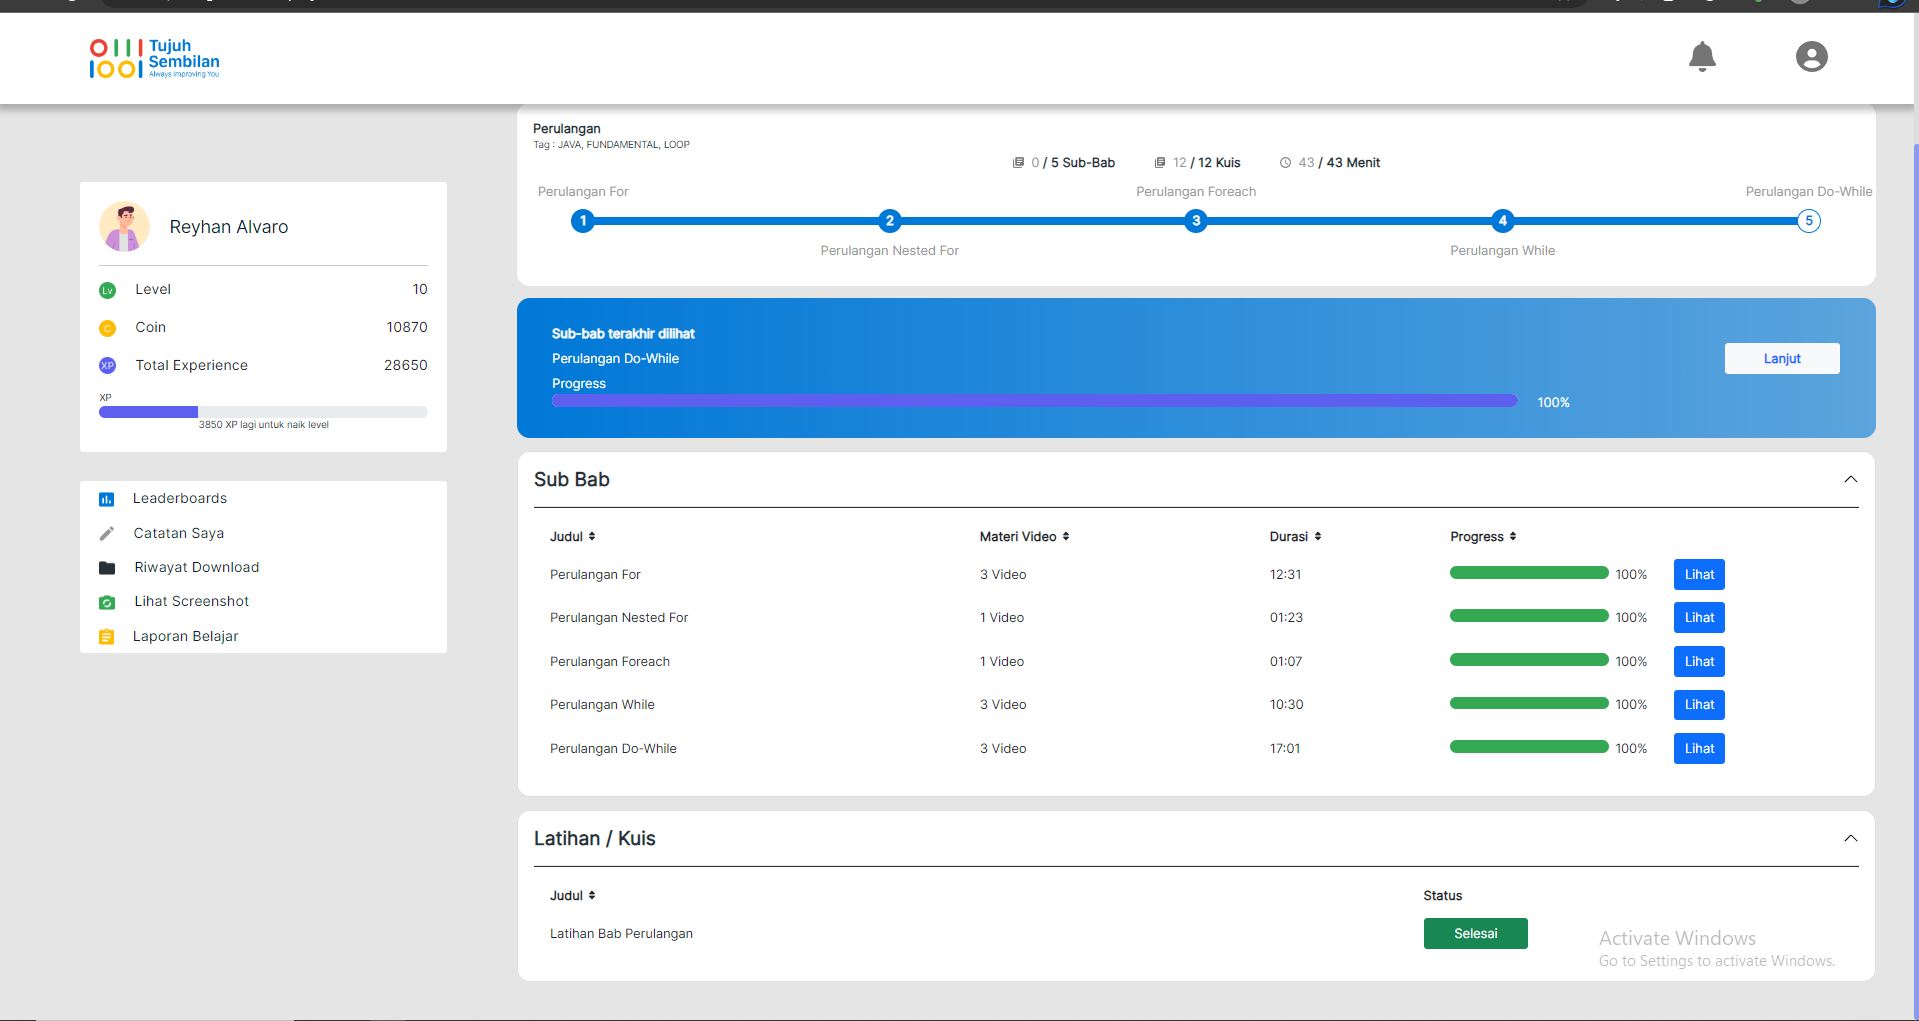 Tujuh
Sembilan
Always Improving You
Perulangan
Tag : JAVA, FUNDAMENTAL, LOOP
0 / 5 Sub-Bab
12 / 12 Kuis
43 / 43 Menit
Perulangan For
Perulangan Foreach
Perulangan Do-While
1
2
3
4
5
Perulangan Nested For
Perulangan While
Reyhan Alvaro
Lv Level 10
C Coin 10870
XP Total Experience 28650
XP
3850 XP lagi untuk naik level
Leaderboards
Catatan Saya
Riwayat Download
Lihat Screenshot
Laporan Belajar
Sub-bab terakhir dilihat
Perulangan Do-While
Progress
100%
Lanjut
Sub Bab
Judul Materi Video Durasi Progress
Perulangan For 3 Video 12:31 100% Lihat
Perulangan Nested For 1 Video 01:23 100% Lihat
Perulangan Foreach 1 Video 01:07 100% Lihat
Perulangan While 3 Video 10:30 100% Lihat
Perulangan Do-While 3 Video 17:01 100% Lihat
Latihan / Kuis
Judul Status
Latihan Bab Perulangan Selesai
Activate Windows
Go to Settings to activate Windows.